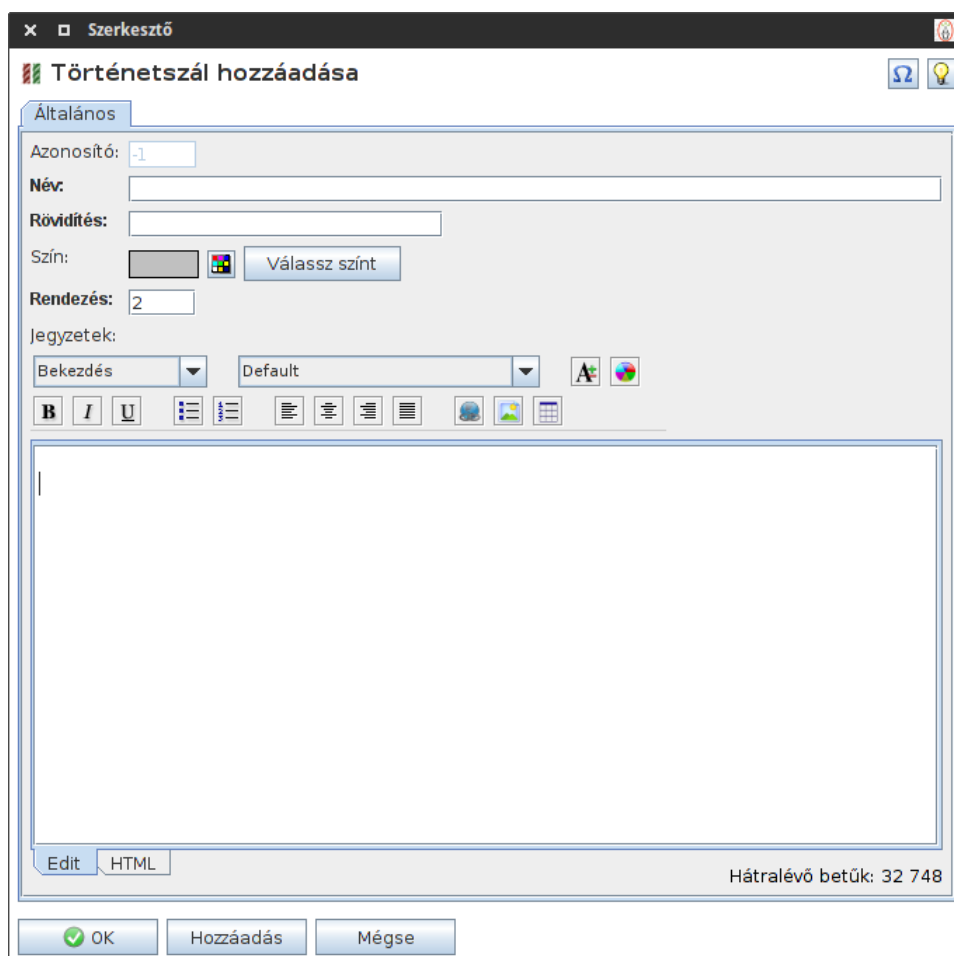 Szerkesztő
Történetszál hozzáadása
Ω
Általános
Azonosító: -1
Név:
Rövidítés:
Szín: Válassz színt
Rendezés: 2
Jegyzetek:
Bekezdés Default A
B I U
Edit HTML
Hátralévő betűk: 32 748
OK Hozzáadás Mégse